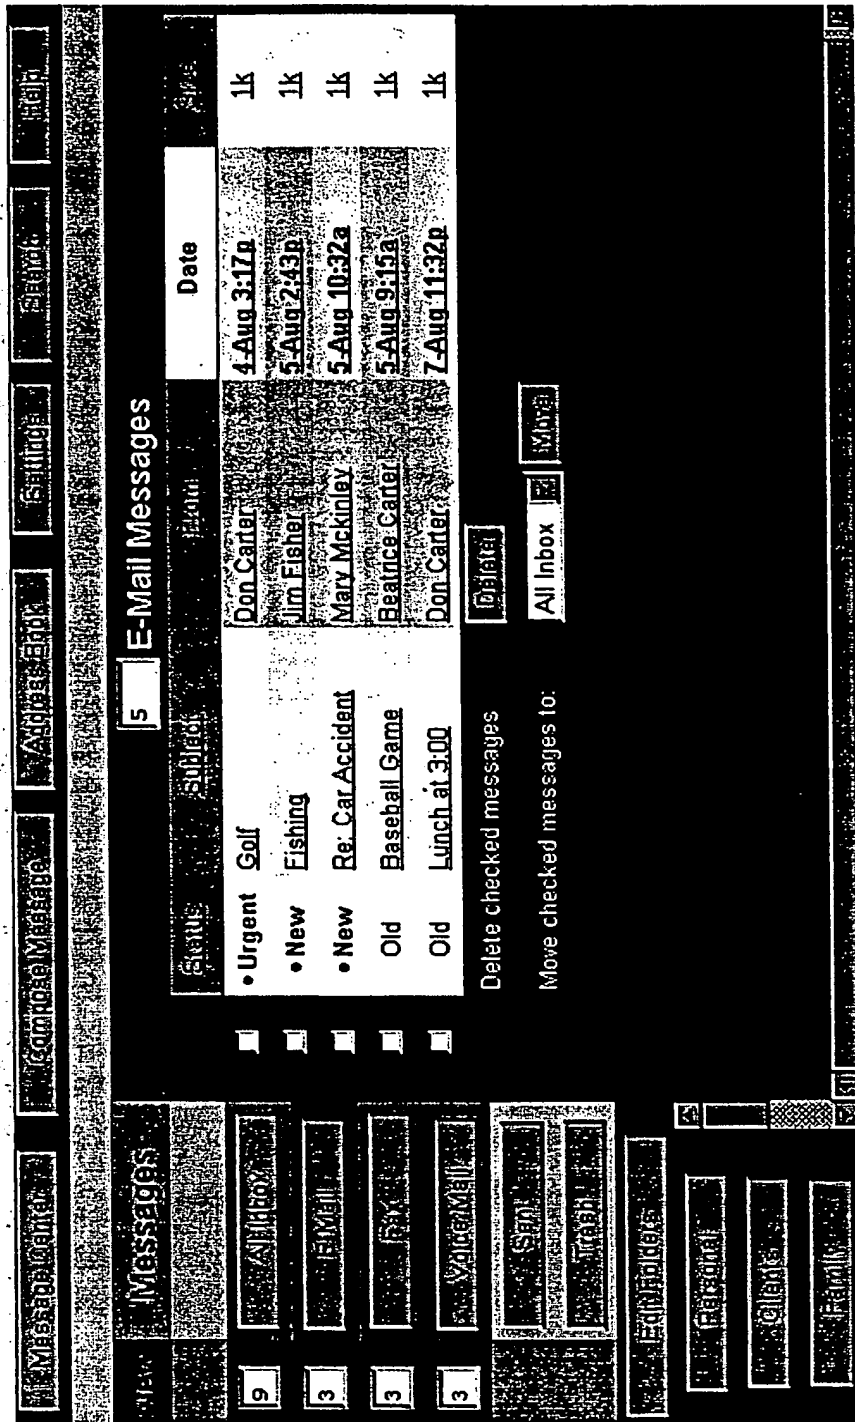 Message Center Compose Message Address Book Settings Search Help
New Messages
5 E-Mail Messages
Status Subject From Date Size
• Urgent Golf Don Carter 4-Aug 3:17p 1k
• New Fishing Jim Fisher 5-Aug 2:43p 1k
• New Re: Car Accident Mary Mckinley 5-Aug 10:32a 1k
Old Baseball Game Beatrice Carter 5-Aug 9:15a 1k
Old Lunch at 3:00 Don Carter 7-Aug 11:32p 1k
Delete checked messages Delete
Move checked messages to: All Inbox Move
9 All Inbox
3 E-Mail
3 Fax
3 Voice Mail
Sent
Trash
Edit Folders
Personal
Clients
Family